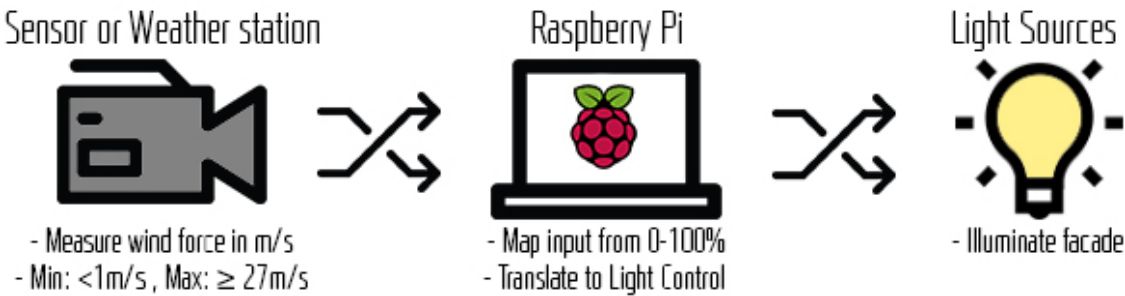 Sensor or Weather station
- Measure wind force in m/s
- Min: <1m/s , Max: ≥ 27m/s
Raspberry Pi
- Map input from 0-100%
- Translate to Light Control
Light Sources
- Illuminate facade